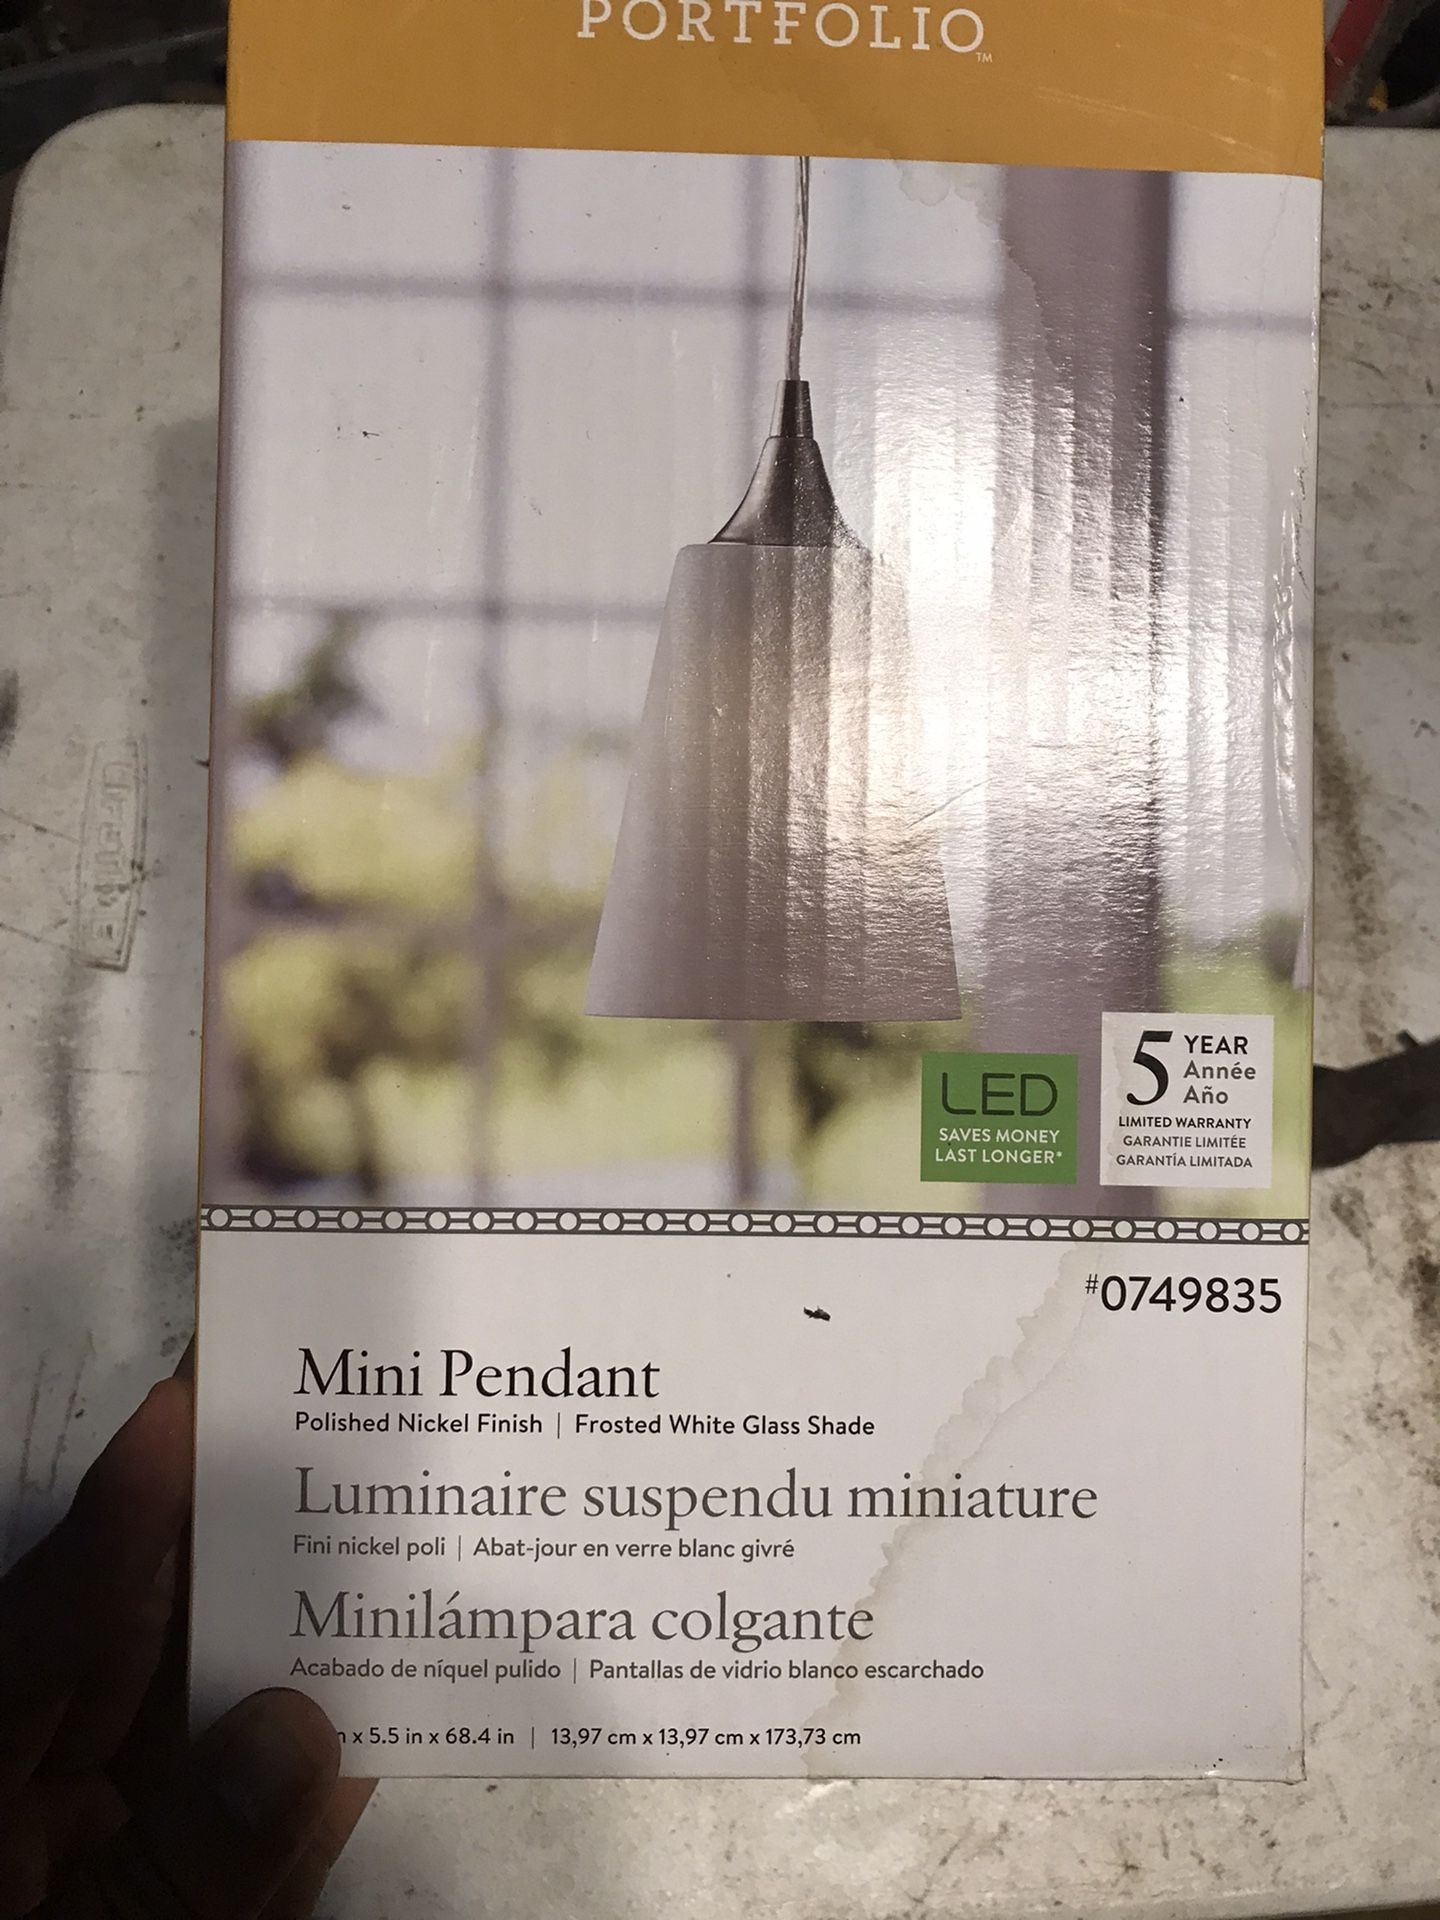 PORTFOLIO™
LED
SAVES MONEY
LAST LONGER*
5 YEAR
Année
Año
LIMITED WARRANTY
GARANTIE LIMITÉE
GARANTÍA LIMITADA
#0749835
Mini Pendant
Polished Nickel Finish | Frosted White Glass Shade
Luminaire suspendu miniature
Fini nickel poli | Abat-jour en verre blanc givré
Minilámpara colgante
Acabado de níquel pulido | Pantallas de vidrio blanco escarchado
x 5.5 in x 68.4 in | 13,97 cm x 13,97 cm x 173,73 cm